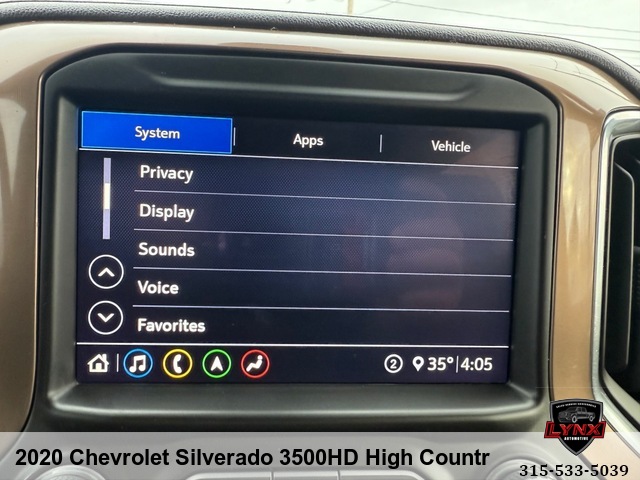 System
Apps
Vehicle
Privacy
Display
Sounds
Voice
Favorites
2 35° 4:05
LYNX
AUTOMOTIVE
2020 Chevrolet Silverado 3500HD High Countr
315-533-5039